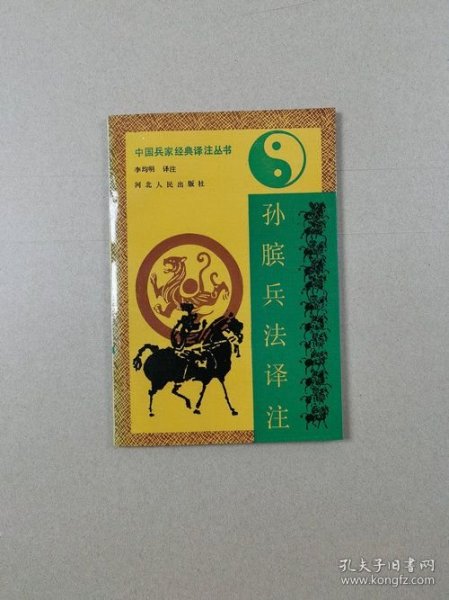 中国兵家经典译注丛书
李均明 译注
河北人民出版社
孙膑兵法译注
孔夫子旧书网
www.kongfz.com